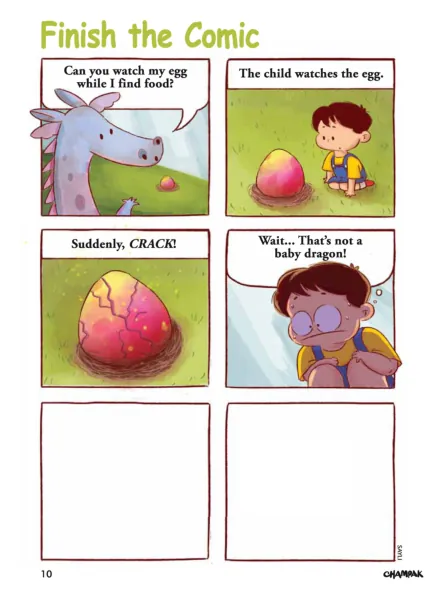 Finish the Comic
Can you watch my egg
while I find food?
The child watches the egg.
Suddenly, CRACK!
Wait... That's not a
baby dragon!
SAYLI
10
CHAMPAK